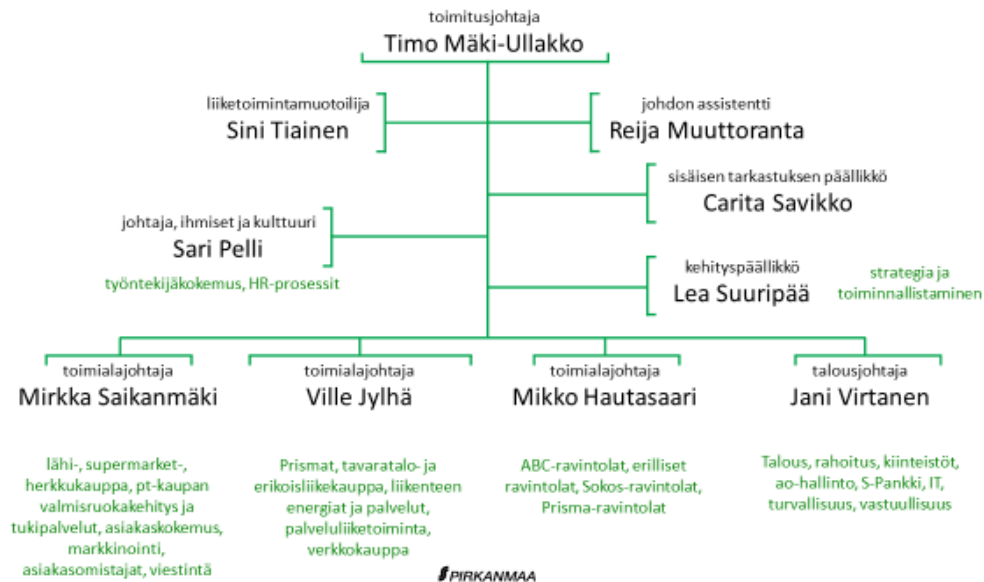 toimitusjohtaja
Timo Mäki-Ullakko
liiketoimintamuotoilija
Sini Tiainen
johdon assistentti
Reija Muuttoranta
sisäisen tarkastuksen päällikkö
Carita Savikko
johtaja, ihmiset ja kulttuuri
Sari Pelli
työntekijäkokemus, HR-prosessit
kehityspäällikkö
Lea Suuripää
strategia ja
toiminnallistaminen
toimialajohtaja
Mirkka Saikanmäki
lähi-, supermarket-,
herkkukauppa, pt-kaupan
valmisruokakehitys ja
tukipalvelut, asiakaskokemus,
markkinointi,
asiakasomistajat, viestintä
toimialajohtaja
Ville Jylhä
Prismat, tavaratalo- ja
erikoisliikekauppa, liikenteen
energiat ja palvelut,
palveluliiketoiminta,
verkkokauppa
toimialajohtaja
Mikko Hautasaari
ABC-ravintolat, erilliset
ravintolat, Sokos-ravintolat,
Prisma-ravintolat
talousjohtaja
Jani Virtanen
Talous, rahoitus, kiinteistöt,
ao-hallinto, S-Pankki, IT,
turvallisuus, vastuullisuus
PIRKANMAA